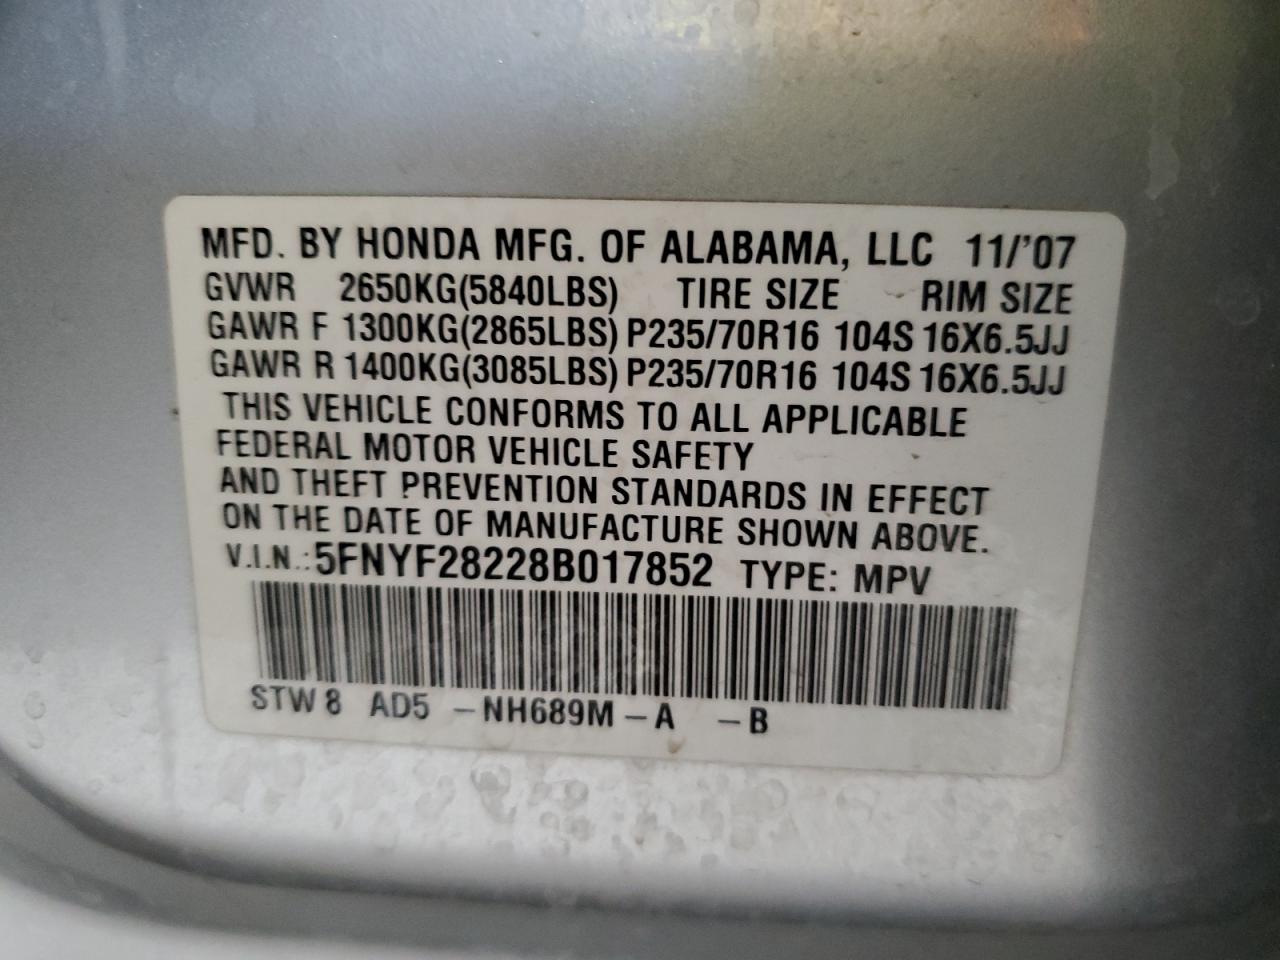 MFD. BY HONDA MFG. OF ALABAMA, LLC 11/'07
GVWR 2650KG(5840LBS) TIRE SIZE RIM SIZE
GAWR F 1300KG(2865LBS) P235/70R16 104S 16X6.5JJ
GAWR R 1400KG(3085LBS) P235/70R16 104S 16X6.5JJ
THIS VEHICLE CONFORMS TO ALL APPLICABLE
FEDERAL MOTOR VEHICLE SAFETY
AND THEFT PREVENTION STANDARDS IN EFFECT
ON THE DATE OF MANUFACTURE SHOWN ABOVE.
V.I.N.:5FNYF28228B017852 TYPE: MPV
STW8 AD5 -NH689M-A -B